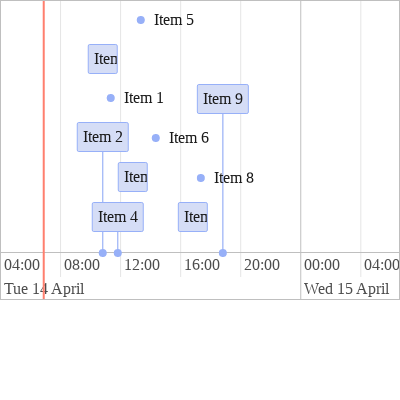 Item 5
Item 1
Item 9
Item 2
Item 6
Item 8
Item 4
04:00 08:00 12:00 16:00 20:00 00:00 04:00
Tue 14 April Wed 15 April